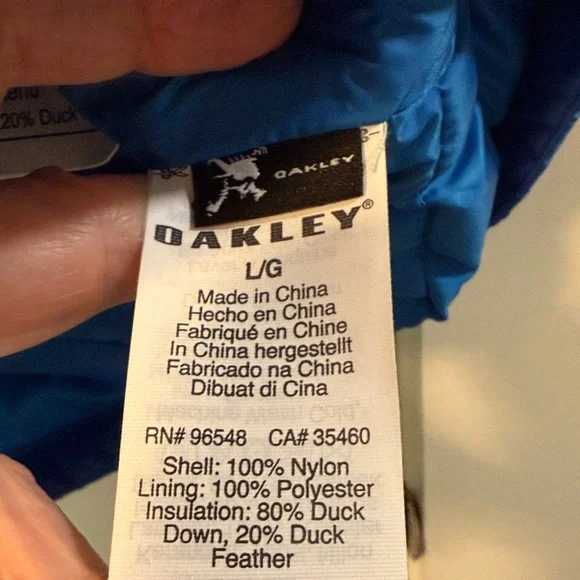 20% Duck
OAKLEY
OAKLEY®
L/G
Made in China
Hecho en China
Fabriqué en Chine
In China hergestellt
Fabricado na China
Dibuat di Cina
RN# 96548 CA# 35460
Shell: 100% Nylon
Lining: 100% Polyester
Insulation: 80% Duck
Down, 20% Duck
Feather